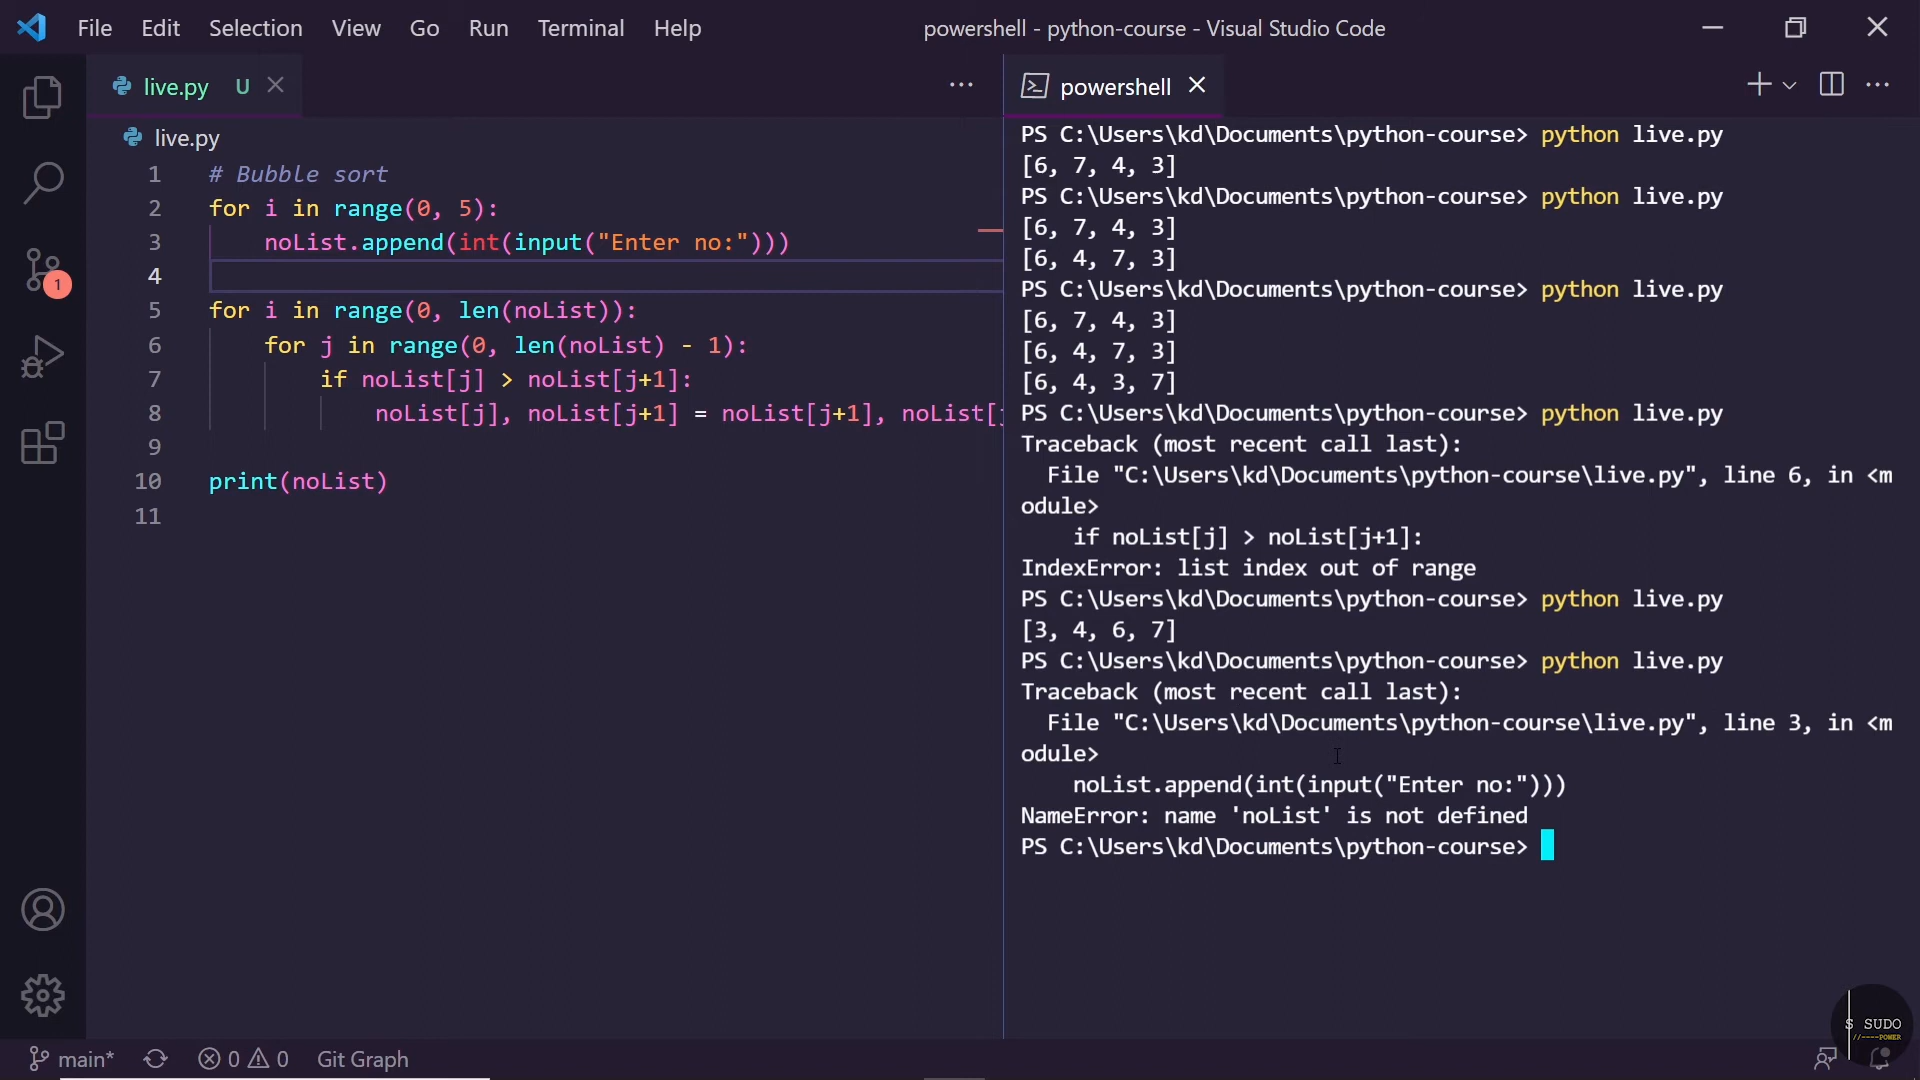 File Edit Selection View Go Run Terminal Help powershell - python-course - Visual Studio Code
live.py U
live.py
1 # Bubble sort
2 for i in range(0, 5):
3     noList.append(int(input("Enter no:")))
4
5 for i in range(0, len(noList)):
6     for j in range(0, len(noList) - 1):
7         if noList[j] > noList[j+1]:
8             noList[j], noList[j+1] = noList[j+1], noList[j
9
10 print(noList)
11
1
powershell
PS C:\Users\kd\Documents\python-course> python live.py
[6, 7, 4, 3]
PS C:\Users\kd\Documents\python-course> python live.py
[6, 7, 4, 3]
[6, 4, 7, 3]
PS C:\Users\kd\Documents\python-course> python live.py
[6, 7, 4, 3]
[6, 4, 7, 3]
[6, 4, 3, 7]
PS C:\Users\kd\Documents\python-course> python live.py
Traceback (most recent call last):
  File "C:\Users\kd\Documents\python-course\live.py", line 6, in <m
odule>
    if noList[j] > noList[j+1]:
IndexError: list index out of range
PS C:\Users\kd\Documents\python-course> python live.py
[3, 4, 6, 7]
PS C:\Users\kd\Documents\python-course> python live.py
Traceback (most recent call last):
  File "C:\Users\kd\Documents\python-course\live.py", line 3, in <m
odule>
    noList.append(int(input("Enter no:")))
NameError: name 'noList' is not defined
PS C:\Users\kd\Documents\python-course>
S SUDO
//----POWER
main* 0 0 Git Graph